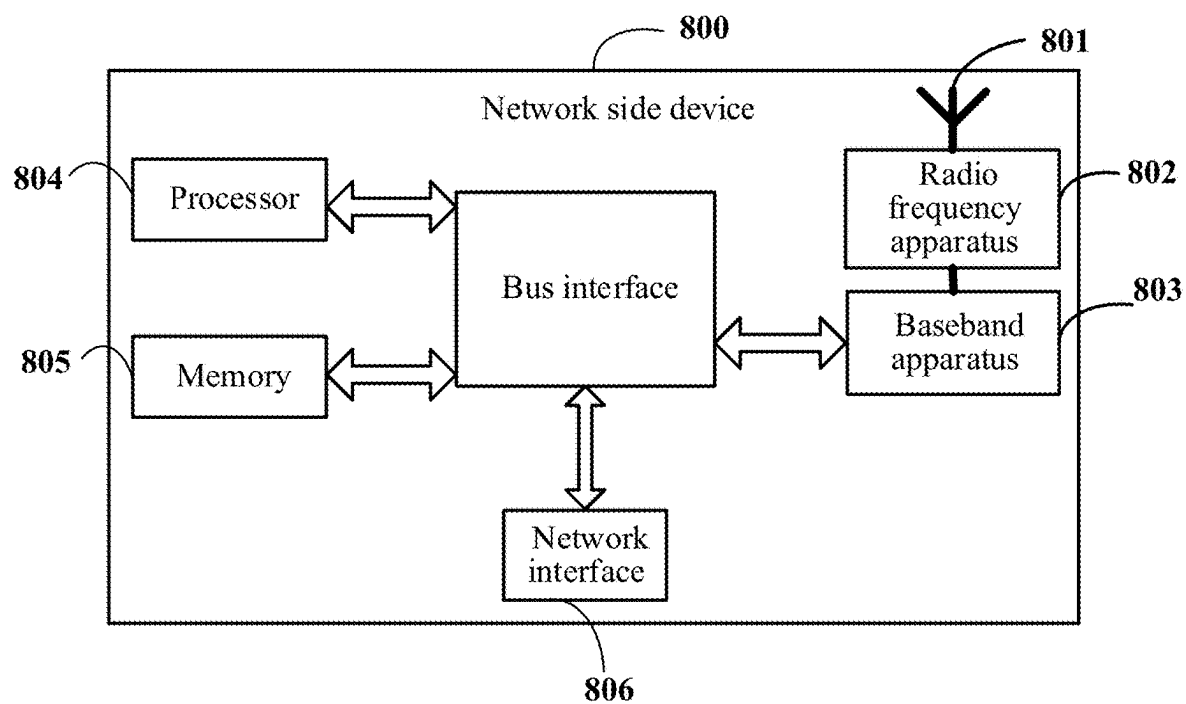 800
801
Network side device
804
Processor
Radio
frequency
apparatus
802
Bus interface
803
Baseband
apparatus
805
Memory
Network
interface
806